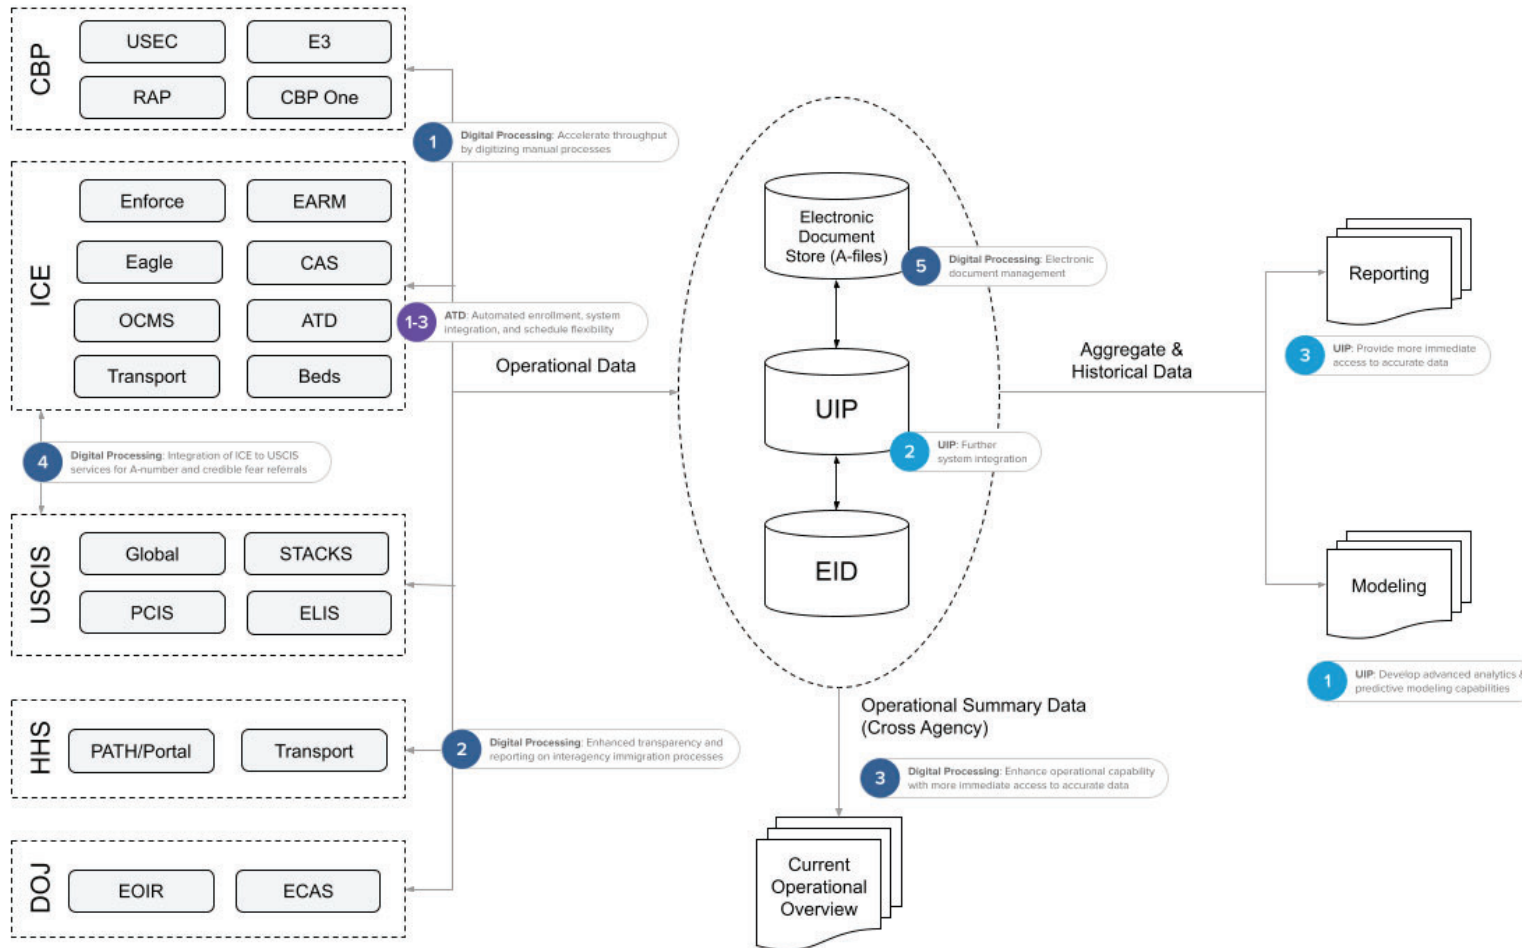 CBP
USEC
E3
RAP
CBP One
1
Digital Processing: Accelerate throughput
by digitizing manual processes
ICE
Enforce
EARM
Eagle
CAS
OCMS
ATD
Transport
Beds
1-3
ATD: Automated enrollment, system
integration, and schedule flexibility
4
Digital Processing: Integration of ICE to USCIS
services for A-number and credible fear referrals
USCIS
Global
STACKS
PCIS
ELIS
HHS
PATH/Portal
Transport
2
Digital Processing: Enhanced transparency and
reporting on interagency immigration processes
DOJ
EOIR
ECAS
Operational Data
Electronic
Document
Store (A-files)
5
Digital Processing: Electronic
document management
UIP
2
UIP: Further
system integration
EID
Operational Summary Data
(Cross Agency)
3
Digital Processing: Enhance operational capability
with more immediate access to accurate data
Current
Operational
Overview
Aggregate &
Historical Data
Reporting
3
UIP: Provide more immediate
access to accurate data
Modeling
1
UIP: Develop advanced analytics &
predictive modeling capabilities